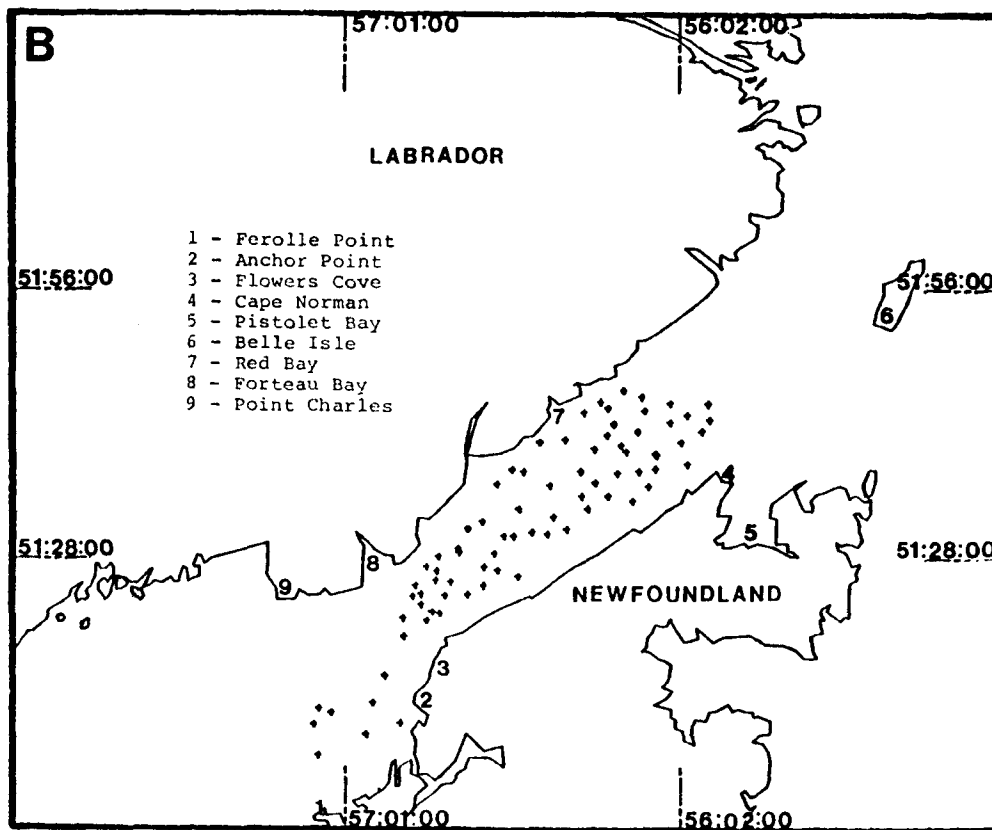 B
57:01:00
56:02:00
LABRADOR
1 - Ferolle Point
2 - Anchor Point
3 - Flowers Cove
4 - Cape Norman
5 - Pistolet Bay
6 - Belle Isle
7 - Red Bay
8 - Forteau Bay
9 - Point Charles
51:56:00
51:56:00
6
7
4
5
51:28:00
51:28:00
8
9
NEWFOUNDLAND
3
2
1
57:01:00
56:02:00